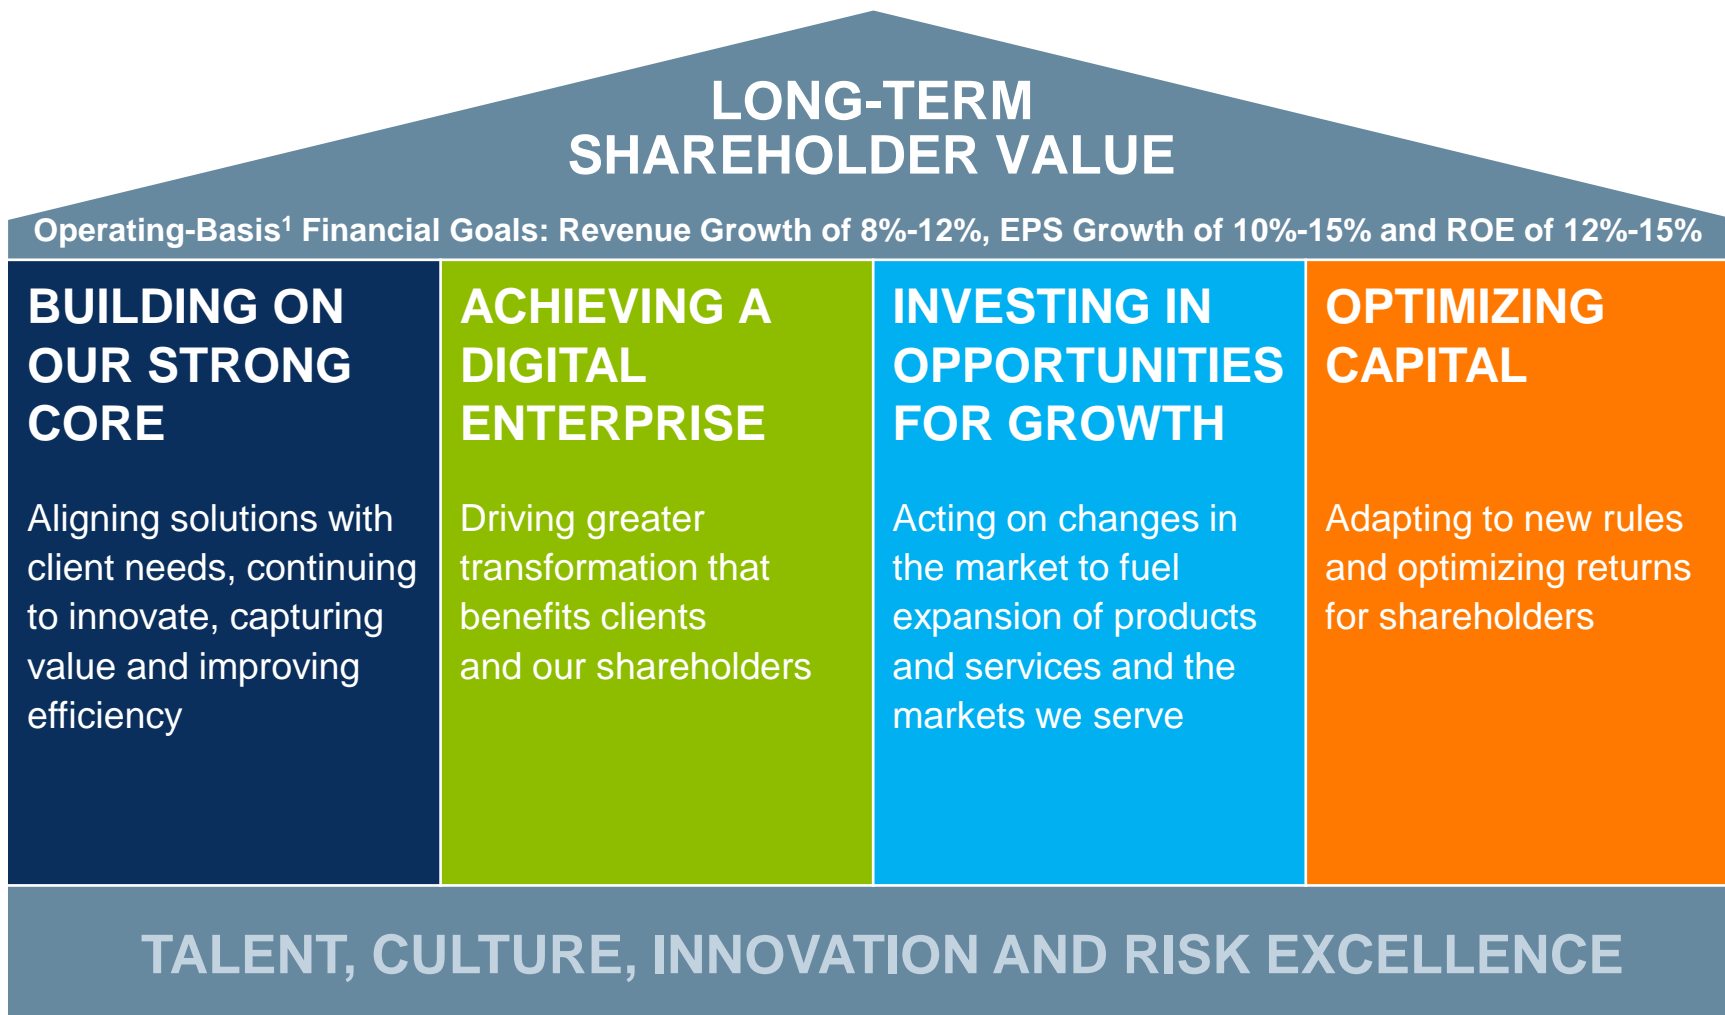 LONG-TERM
SHAREHOLDER VALUE
Operating-Basis¹ Financial Goals: Revenue Growth of 8%-12%, EPS Growth of 10%-15% and ROE of 12%-15%
BUILDING ON
OUR STRONG
CORE
Aligning solutions with
client needs, continuing
to innovate, capturing
value and improving
efficiency
ACHIEVING A
DIGITAL
ENTERPRISE
Driving greater
transformation that
benefits clients
and our shareholders
INVESTING IN
OPPORTUNITIES
FOR GROWTH
Acting on changes in
the market to fuel
expansion of products
and services and the
markets we serve
OPTIMIZING
CAPITAL
Adapting to new rules
and optimizing returns
for shareholders
TALENT, CULTURE, INNOVATION AND RISK EXCELLENCE